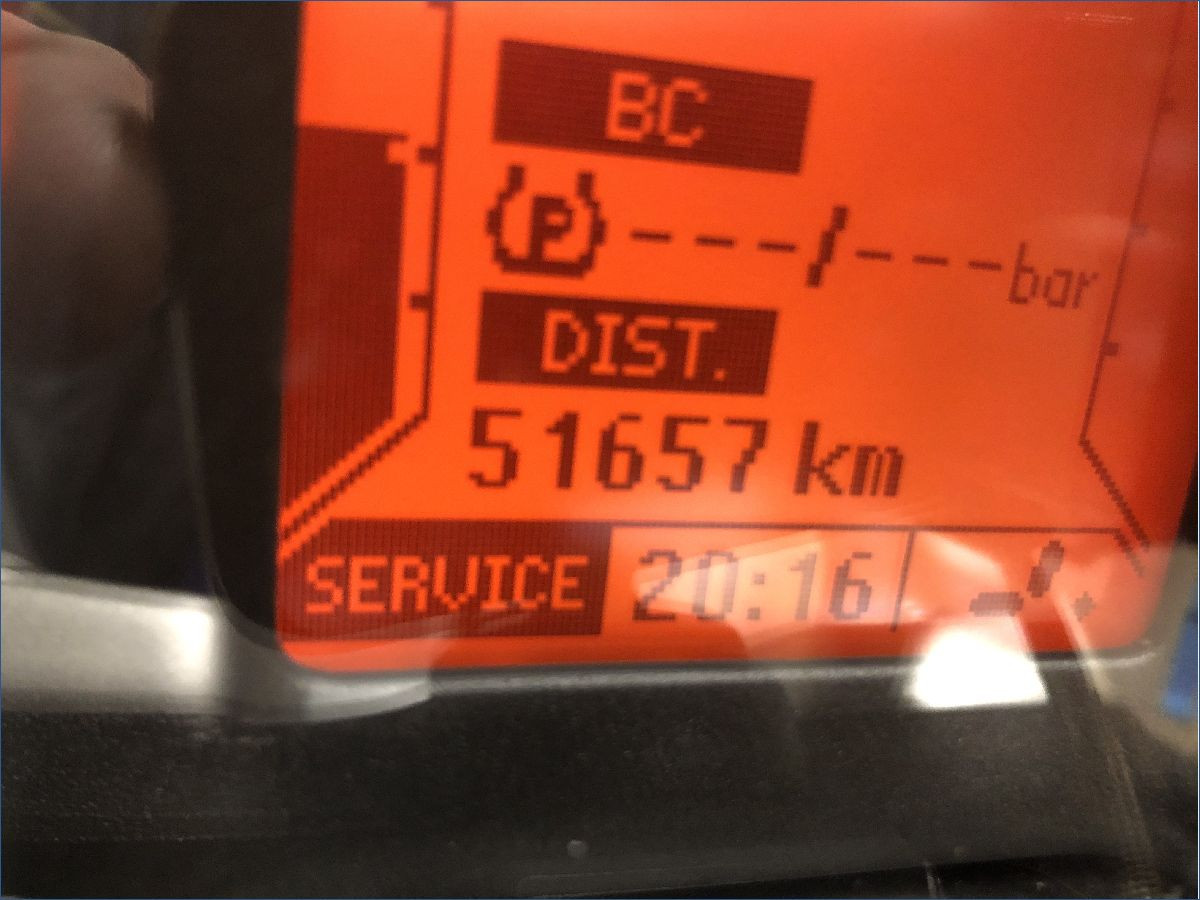 BC
P ---/--- bar
DIST.
51657 km
SERVICE 20:16